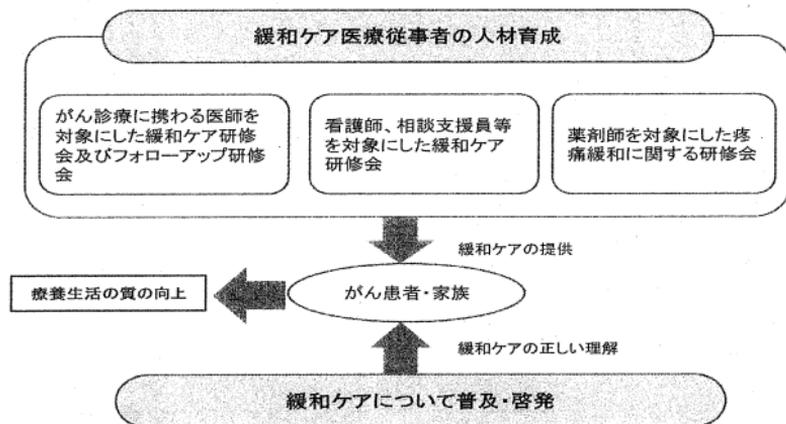 緩和ケア医療従事者の人材育成
がん診療に携わる医師を
対象にした緩和ケア研修
会及びフォローアップ研修
会
看護師、相談支援員等
を対象にした緩和ケア
研修会
薬剤師を対象にした疼
痛緩和に関する研修会
緩和ケアの提供
療養生活の質の向上
がん患者・家族
緩和ケアの正しい理解
緩和ケアについて普及・啓発